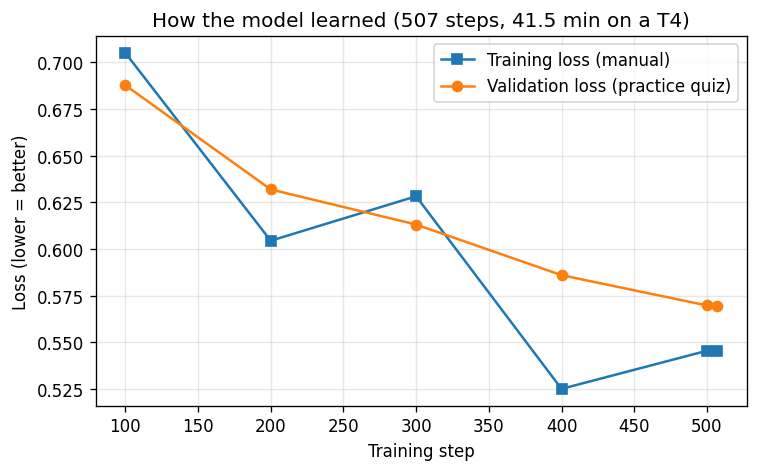 How the model learned (507 steps, 41.5 min on a T4)
Training loss (manual)
Validation loss (practice quiz)
Loss (lower = better)
0.700
0.675
0.650
0.625
0.600
0.575
0.550
0.525
100 150 200 250 300 350 400 450 500
Training step